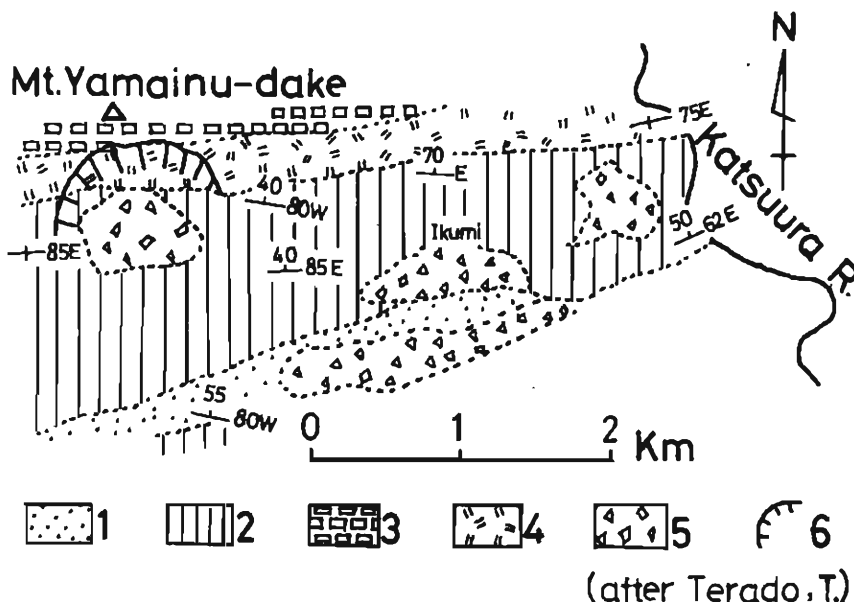 N
Mt. Yamainu-dake
75E
Katsuura R.
70
E
40
80W
50
62E
85E
Ikumi
40
85E
55
80W
0 1 2 Km
1 2 3 4 5 6
(after Terado, T.)